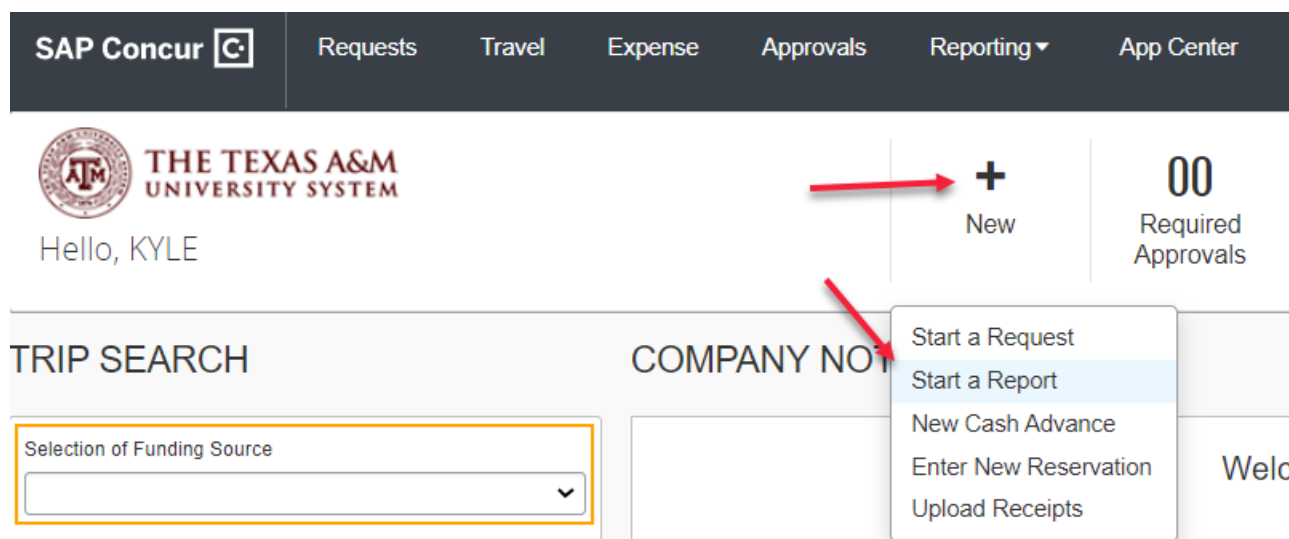 SAP Concur C Requests Travel Expense Approvals Reporting App Center
THE TEXAS A&M
UNIVERSITY SYSTEM
ATM
Hello, KYLE
+
New
00
Required
Approvals
TRIP SEARCH
COMPANY NOT
Start a Request
Start a Report
New Cash Advance
Enter New Reservation
Upload Receipts
Selection of Funding Source
Welc